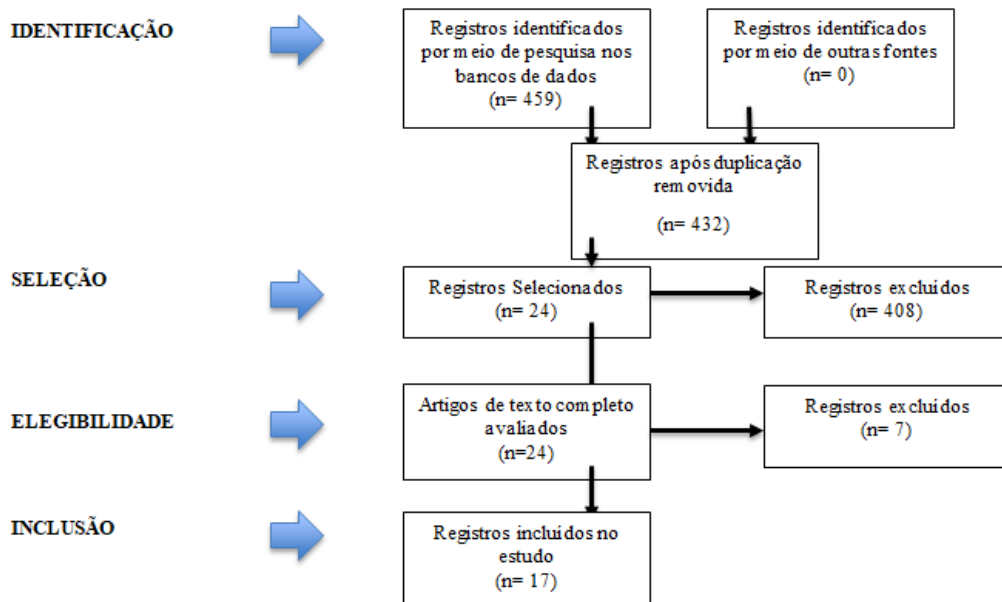 IDENTIFICAÇÃO
Registros identificados
por meio de pesquisa nos
bancos de dados
(n= 459)
Registros identificados
por meio de outras fontes
(n= 0)
Registros após duplicação
removida
(n= 432)
SELEÇÃO
Registros Selecionados
(n= 24)
Registros excluídos
(n= 408)
ELEGIBILIDADE
Artigos de texto completo
avaliados
(n=24)
Registros excluídos
(n= 7)
INCLUSÃO
Registros incluídos no
estudo
(n= 17)